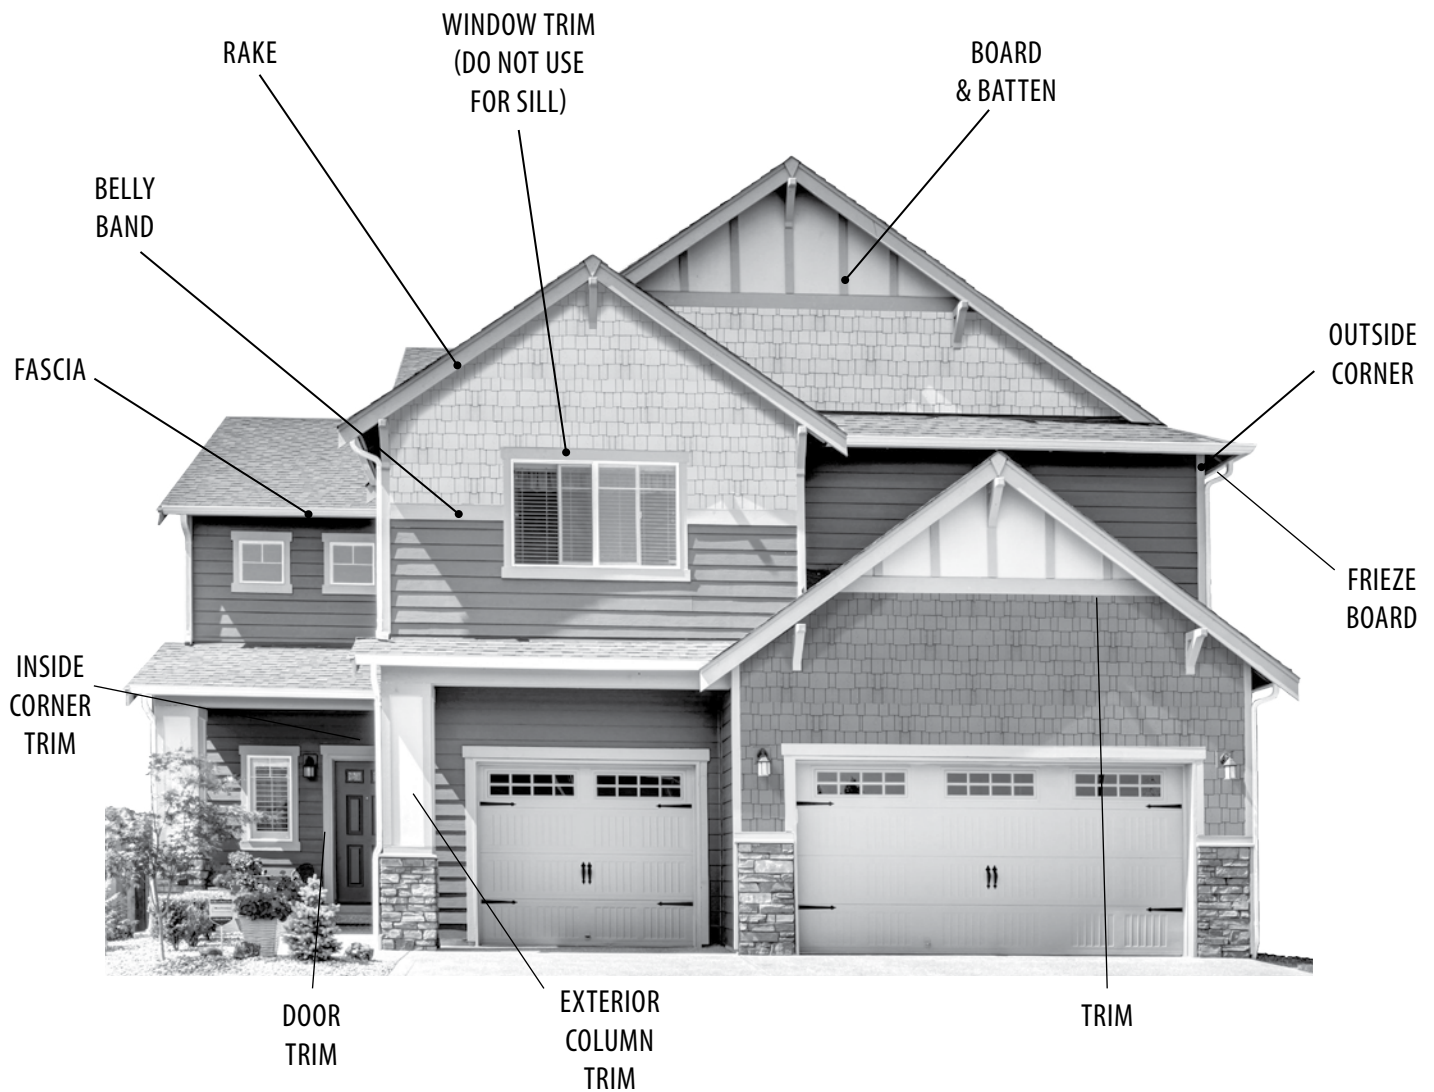 WINDOW TRIM
(DO NOT USE
FOR SILL)
RAKE
BOARD
& BATTEN
BELLY
BAND
OUTSIDE
CORNER
FASCIA
FRIEZE
BOARD
INSIDE
CORNER
TRIM
DOOR
TRIM
EXTERIOR
COLUMN
TRIM
TRIM